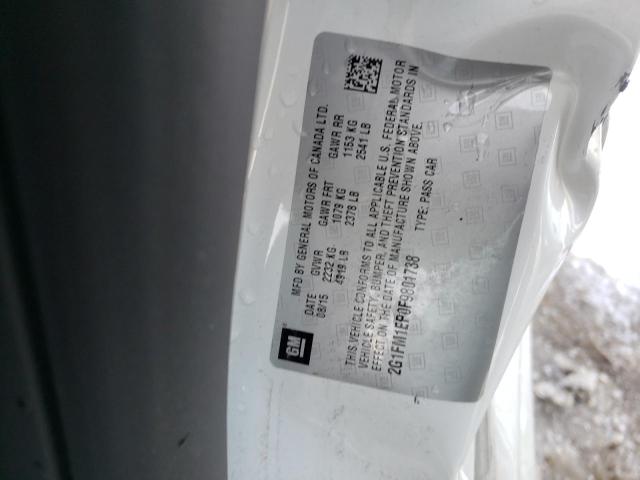 GM
MFD BY GENERAL MOTORS OF CANADA LTD.
DATE GVWR GAWR FRT GAWR RR
08/15 2232 KG 1079 KG 1153 KG
4919 LB 2378 LB 2541 LB
THIS VEHICLE CONFORMS TO ALL APPLICABLE U.S. FEDERAL MOTOR
VEHICLE SAFETY, BUMPER, AND THEFT PREVENTION STANDARDS IN
EFFECT ON THE DATE OF MANUFACTURE SHOWN ABOVE.
2G1FM1EP0F9801738 TYPE: PASS CAR